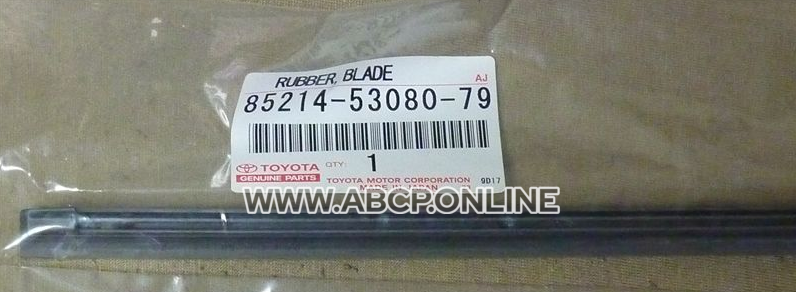 RUBBER, BLADE AJ
85214-53080-79
TOYOTA GENUINE PARTS QTY: 1
TOYOTA MOTOR CORPORATION 9D17
MADE IN JAPAN
WWW.ABCP.ONLINE